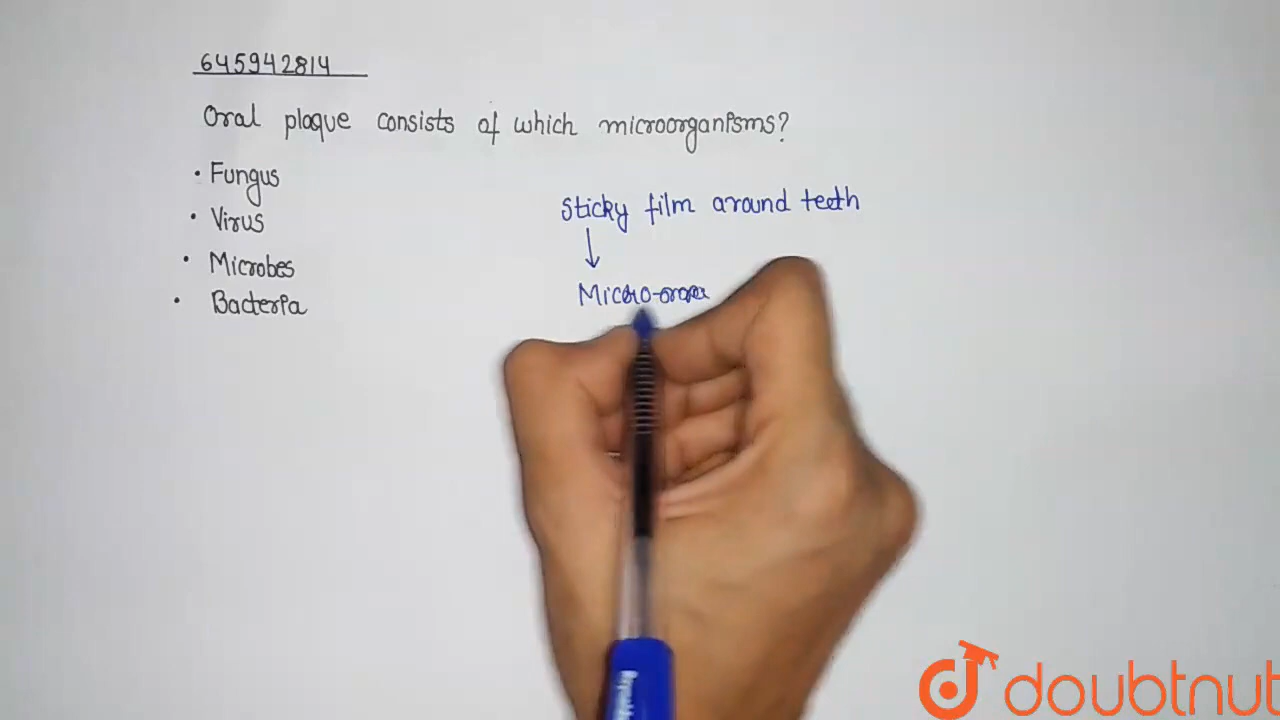 645942814
Oral plaque consists of which microorganisms?
• Fungus
• Virus
• Microbes
• Bacteria
Sticky film around teeth
↓
doubtnut